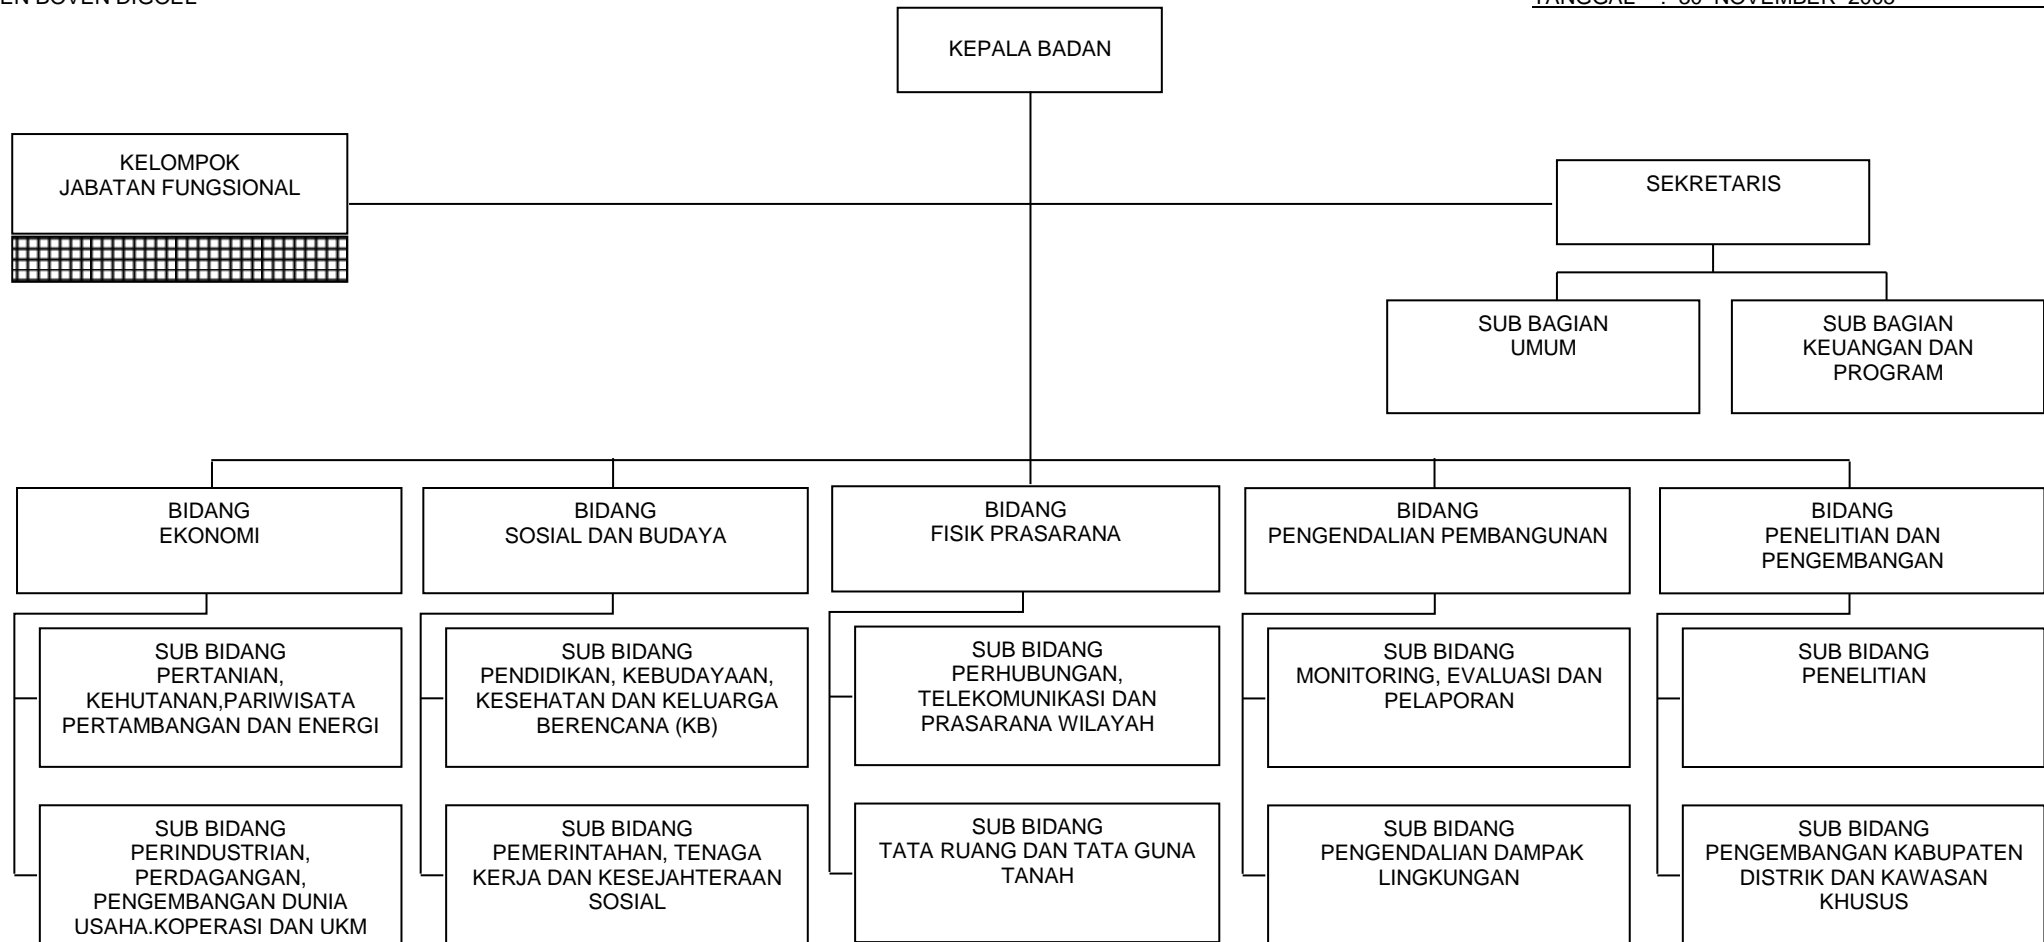 TANGGAL : 30 NOVEMBER 2005
KEPALA BADAN
KELOMPOK
JABATAN FUNGSIONAL
SEKRETARIS
SUB BAGIAN
UMUM
SUB BAGIAN
KEUANGAN DAN
PROGRAM
BIDANG
EKONOMI
BIDANG
SOSIAL DAN BUDAYA
BIDANG
FISIK PRASARANA
BIDANG
PENGENDALIAN PEMBANGUNAN
BIDANG
PENELITIAN DAN
PENGEMBANGAN
SUB BIDANG
PERTANIAN,
KEHUTANAN,PARIWISATA
PERTAMBANGAN DAN ENERGI
SUB BIDANG
PENDIDIKAN, KEBUDAYAAN,
KESEHATAN DAN KELUARGA
BERENCANA (KB)
SUB BIDANG
PERHUBUNGAN,
TELEKOMUNIKASI DAN
PRASARANA WILAYAH
SUB BIDANG
MONITORING, EVALUASI DAN
PELAPORAN
SUB BIDANG
PENELITIAN
SUB BIDANG
PERINDUSTRIAN,
PERDAGANGAN,
PENGEMBANGAN DUNIA
USAHA.KOPERASI DAN UKM
SUB BIDANG
PEMERINTAHAN, TENAGA
KERJA DAN KESEJAHTERAAN
SOSIAL
SUB BIDANG
TATA RUANG DAN TATA GUNA
TANAH
SUB BIDANG
PENGENDALIAN DAMPAK
LINGKUNGAN
SUB BIDANG
PENGEMBANGAN KABUPATEN
DISTRIK DAN KAWASAN
KHUSUS